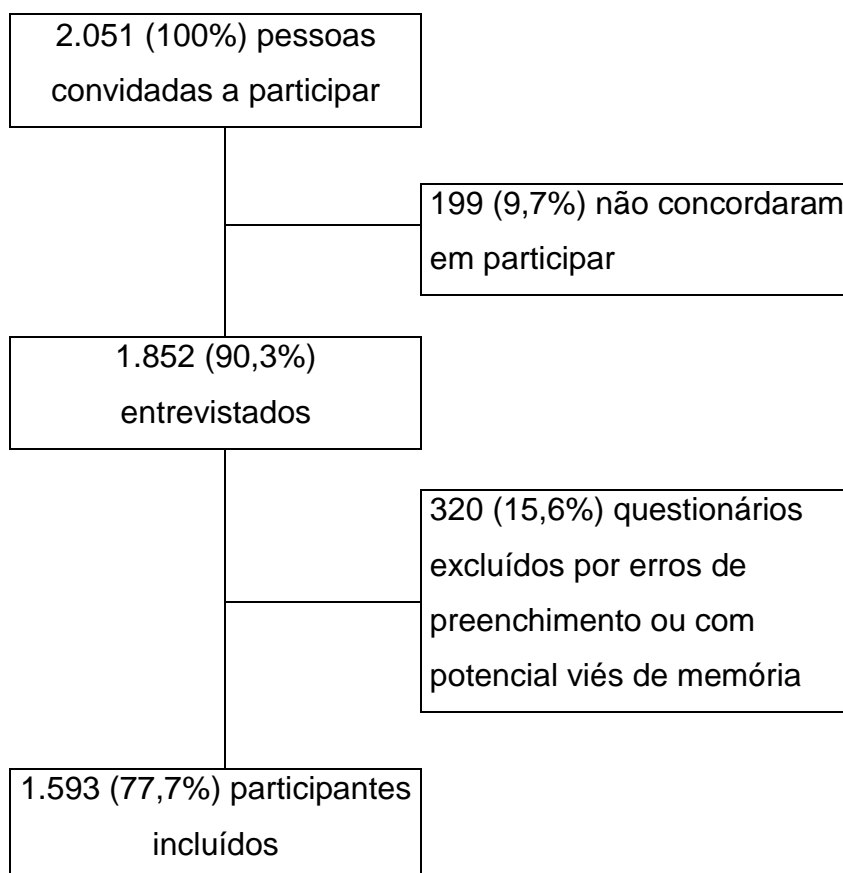 2.051 (100%) pessoas
convidadas a participar
199 (9,7%) não concordaram
em participar
1.852 (90,3%)
entrevistados
320 (15,6%) questionários
excluídos por erros de
preenchimento ou com
potencial viés de memória
1.593 (77,7%) participantes
incluídos